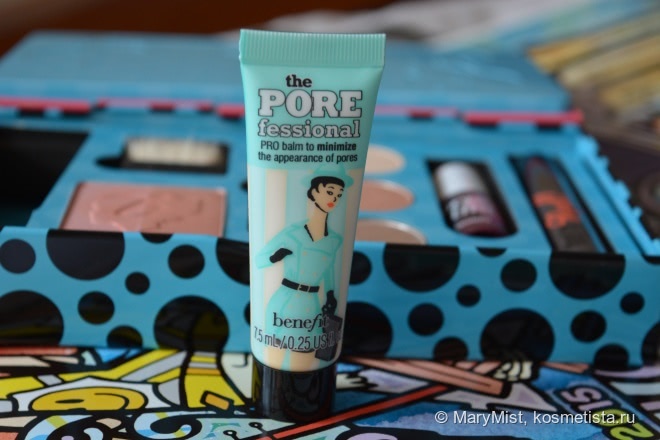 the
PORE
fessional
PRO balm to minimize
the appearance of pores
benefit
7.5 mL/0.25 US
© MaryMist, kosmetista.ru